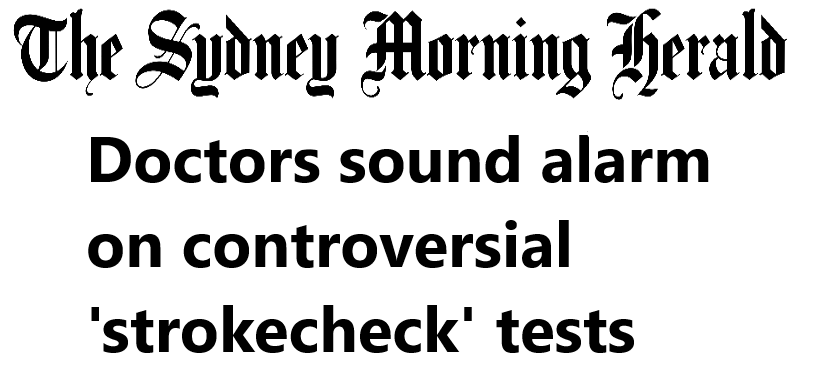 The Sydney Morning Herald
Doctors sound alarm
on controversial
'strokecheck' tests